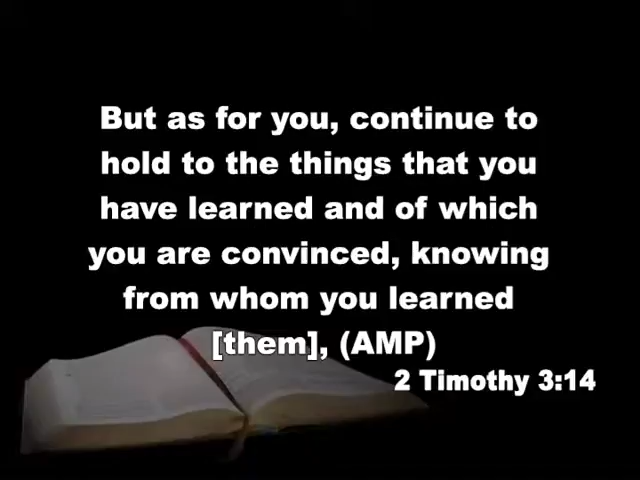 But as for you, continue to
hold to the things that you
have learned and of which
you are convinced, knowing
from whom you learned
[them], (AMP)
2 Timothy 3:14